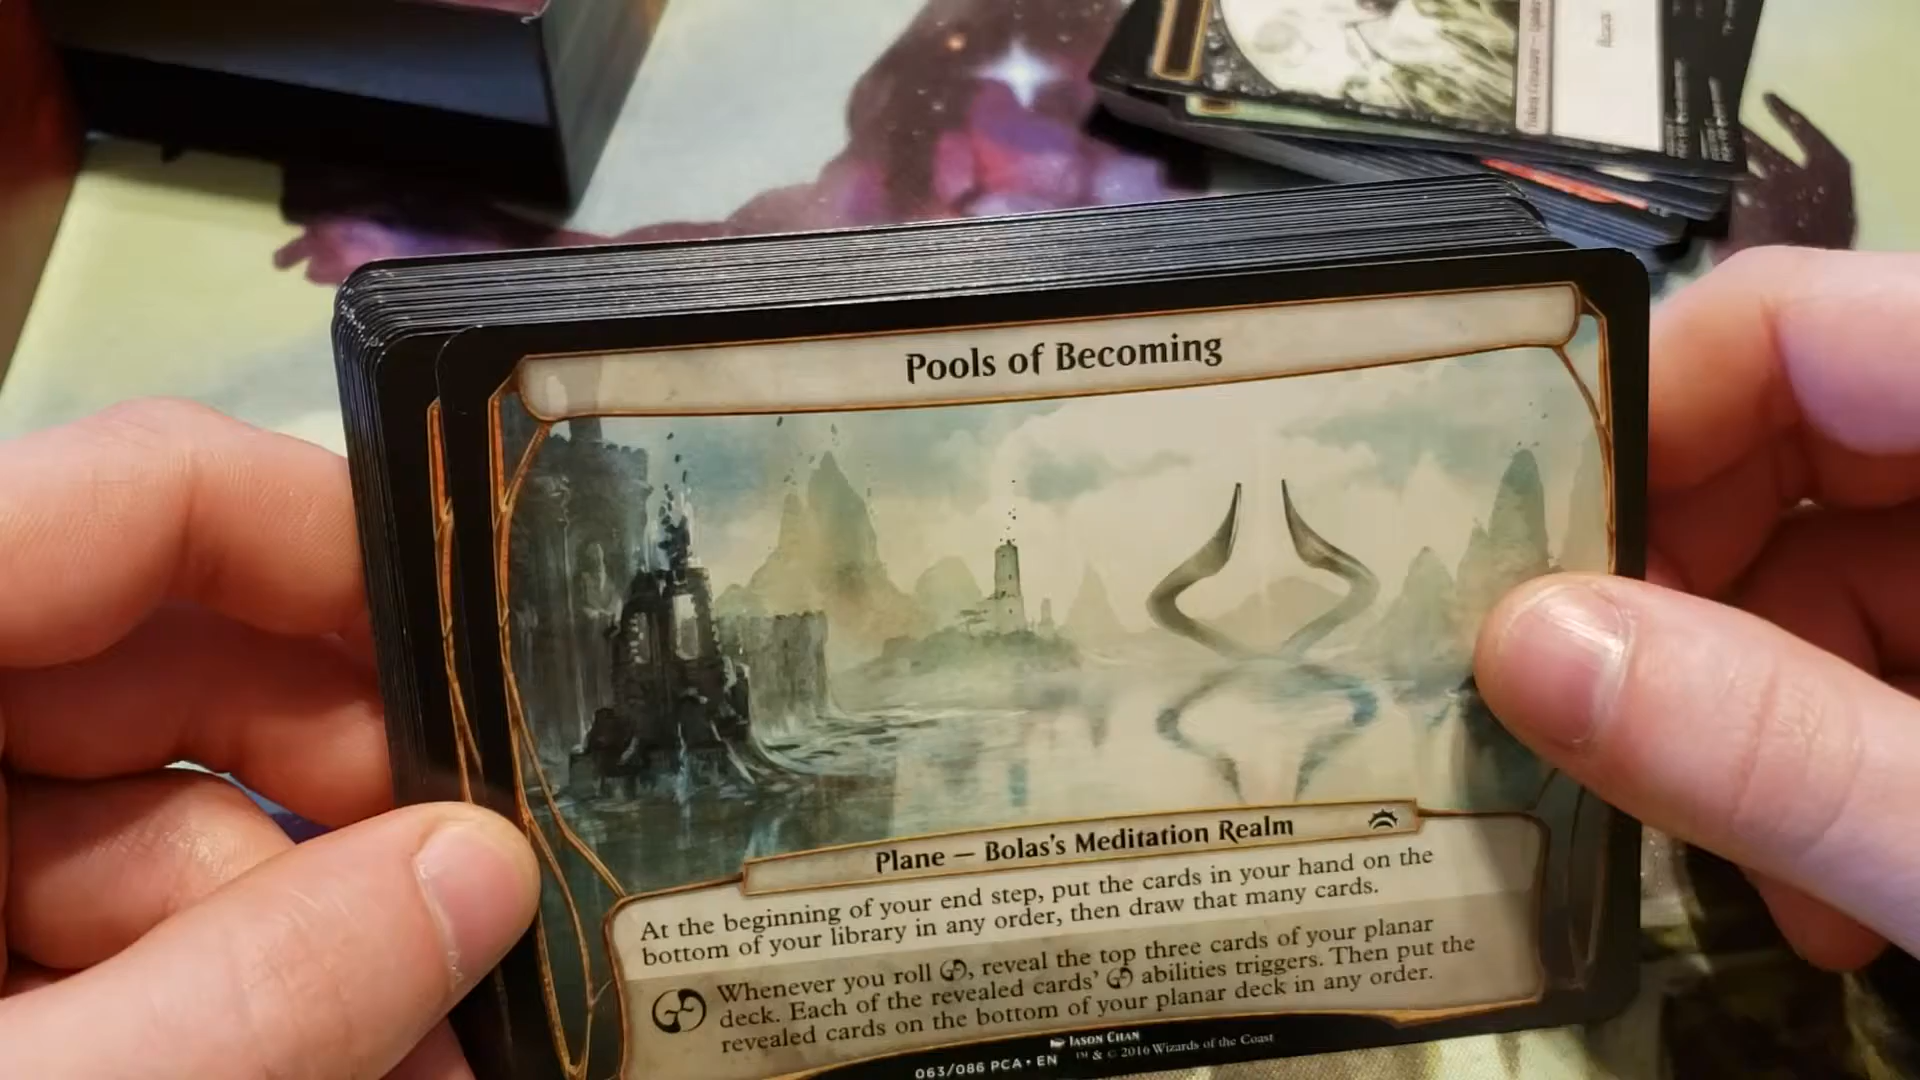 Pools of Becoming
Plane — Bolas's Meditation Realm
At the beginning of your end step, put the cards in your hand on the
bottom of your library in any order, then draw that many cards.
Whenever you roll , reveal the top three cards of your planar
deck. Each of the revealed cards' abilities triggers. Then put the
revealed cards on the bottom of your planar deck in any order.
Jason Chan
063/086 PCA • EN ™ & © 2016 Wizards of the Coast
Token Creature —